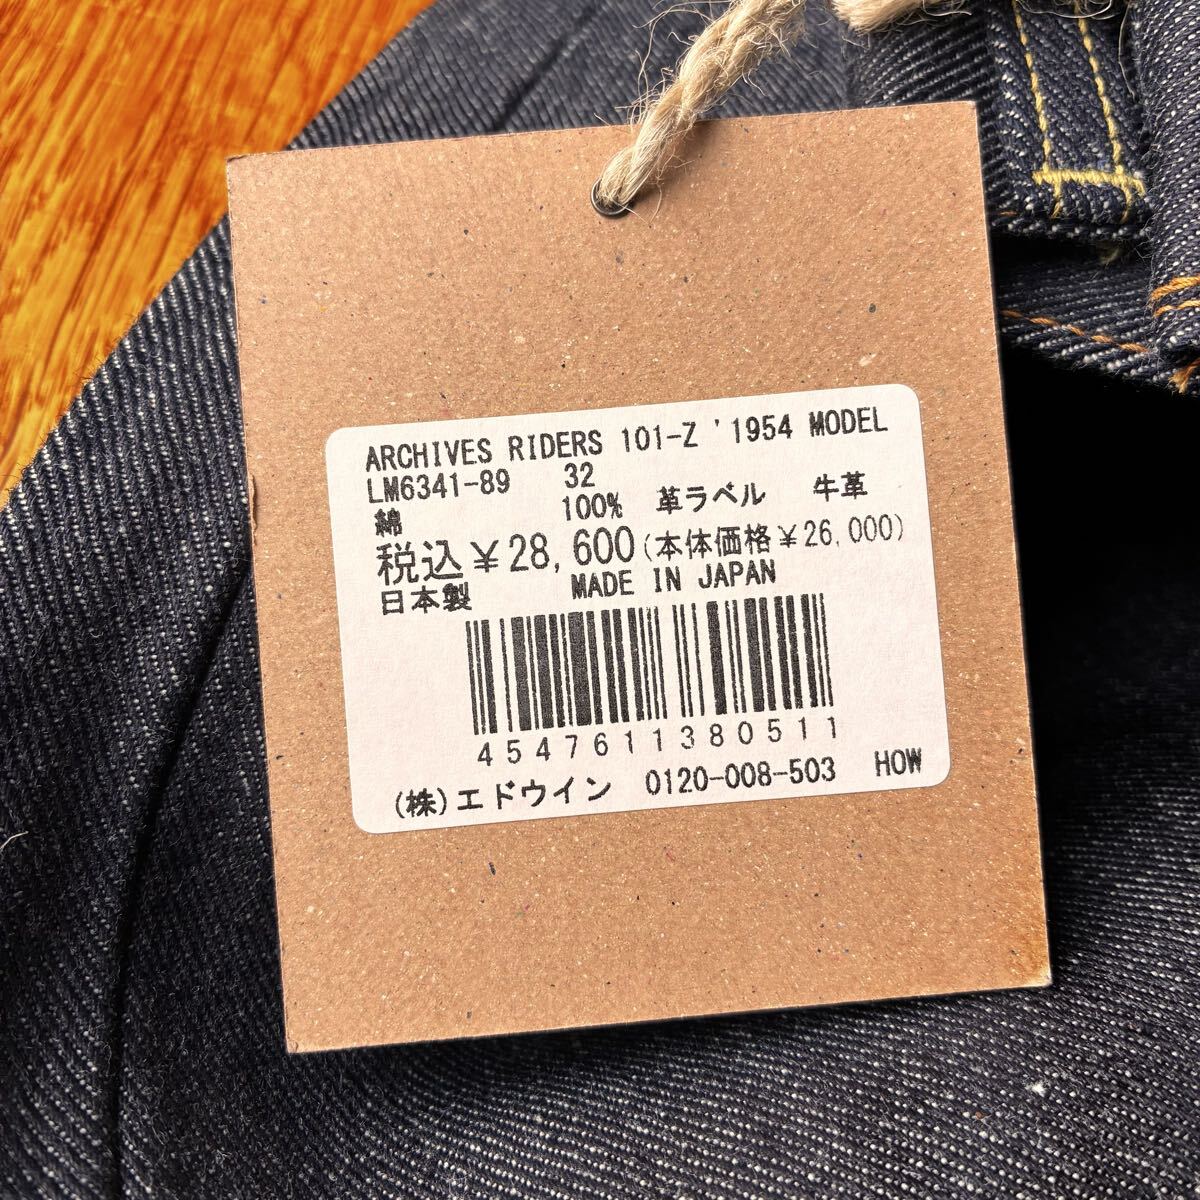 ARCHIVES RIDERS 101-Z '1954 MODEL
LM6341-89 32
綿 100% 革ラベル 牛革
税込¥28,600(本体価格¥26,000)
日本製 MADE IN JAPAN
4547611380511
(株)エドウイン 0120-008-503 HOW